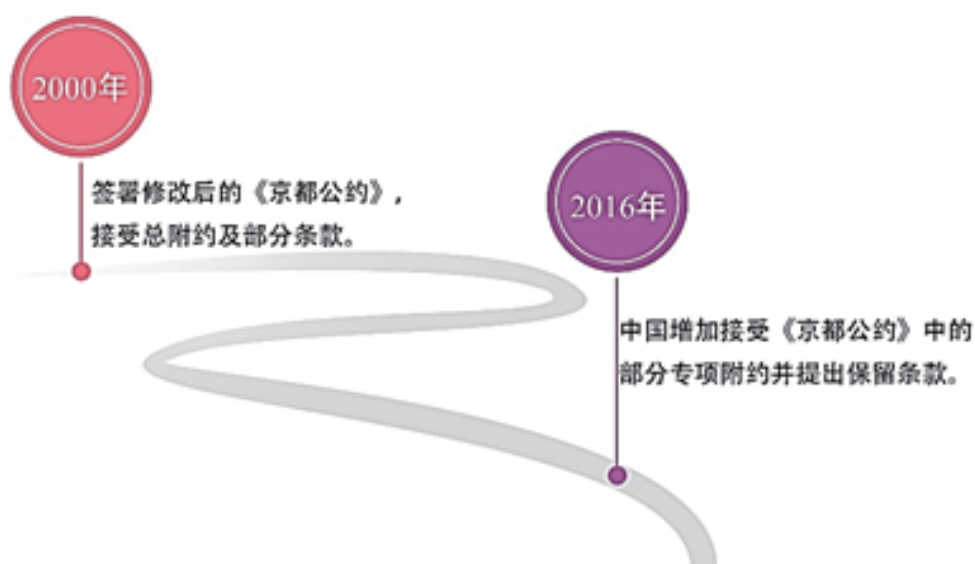 2000年
签署修改后的《京都公约》，
接受总附约及部分条款。
2016年
中国增加接受《京都公约》中的
部分专项附约并提出保留条款。